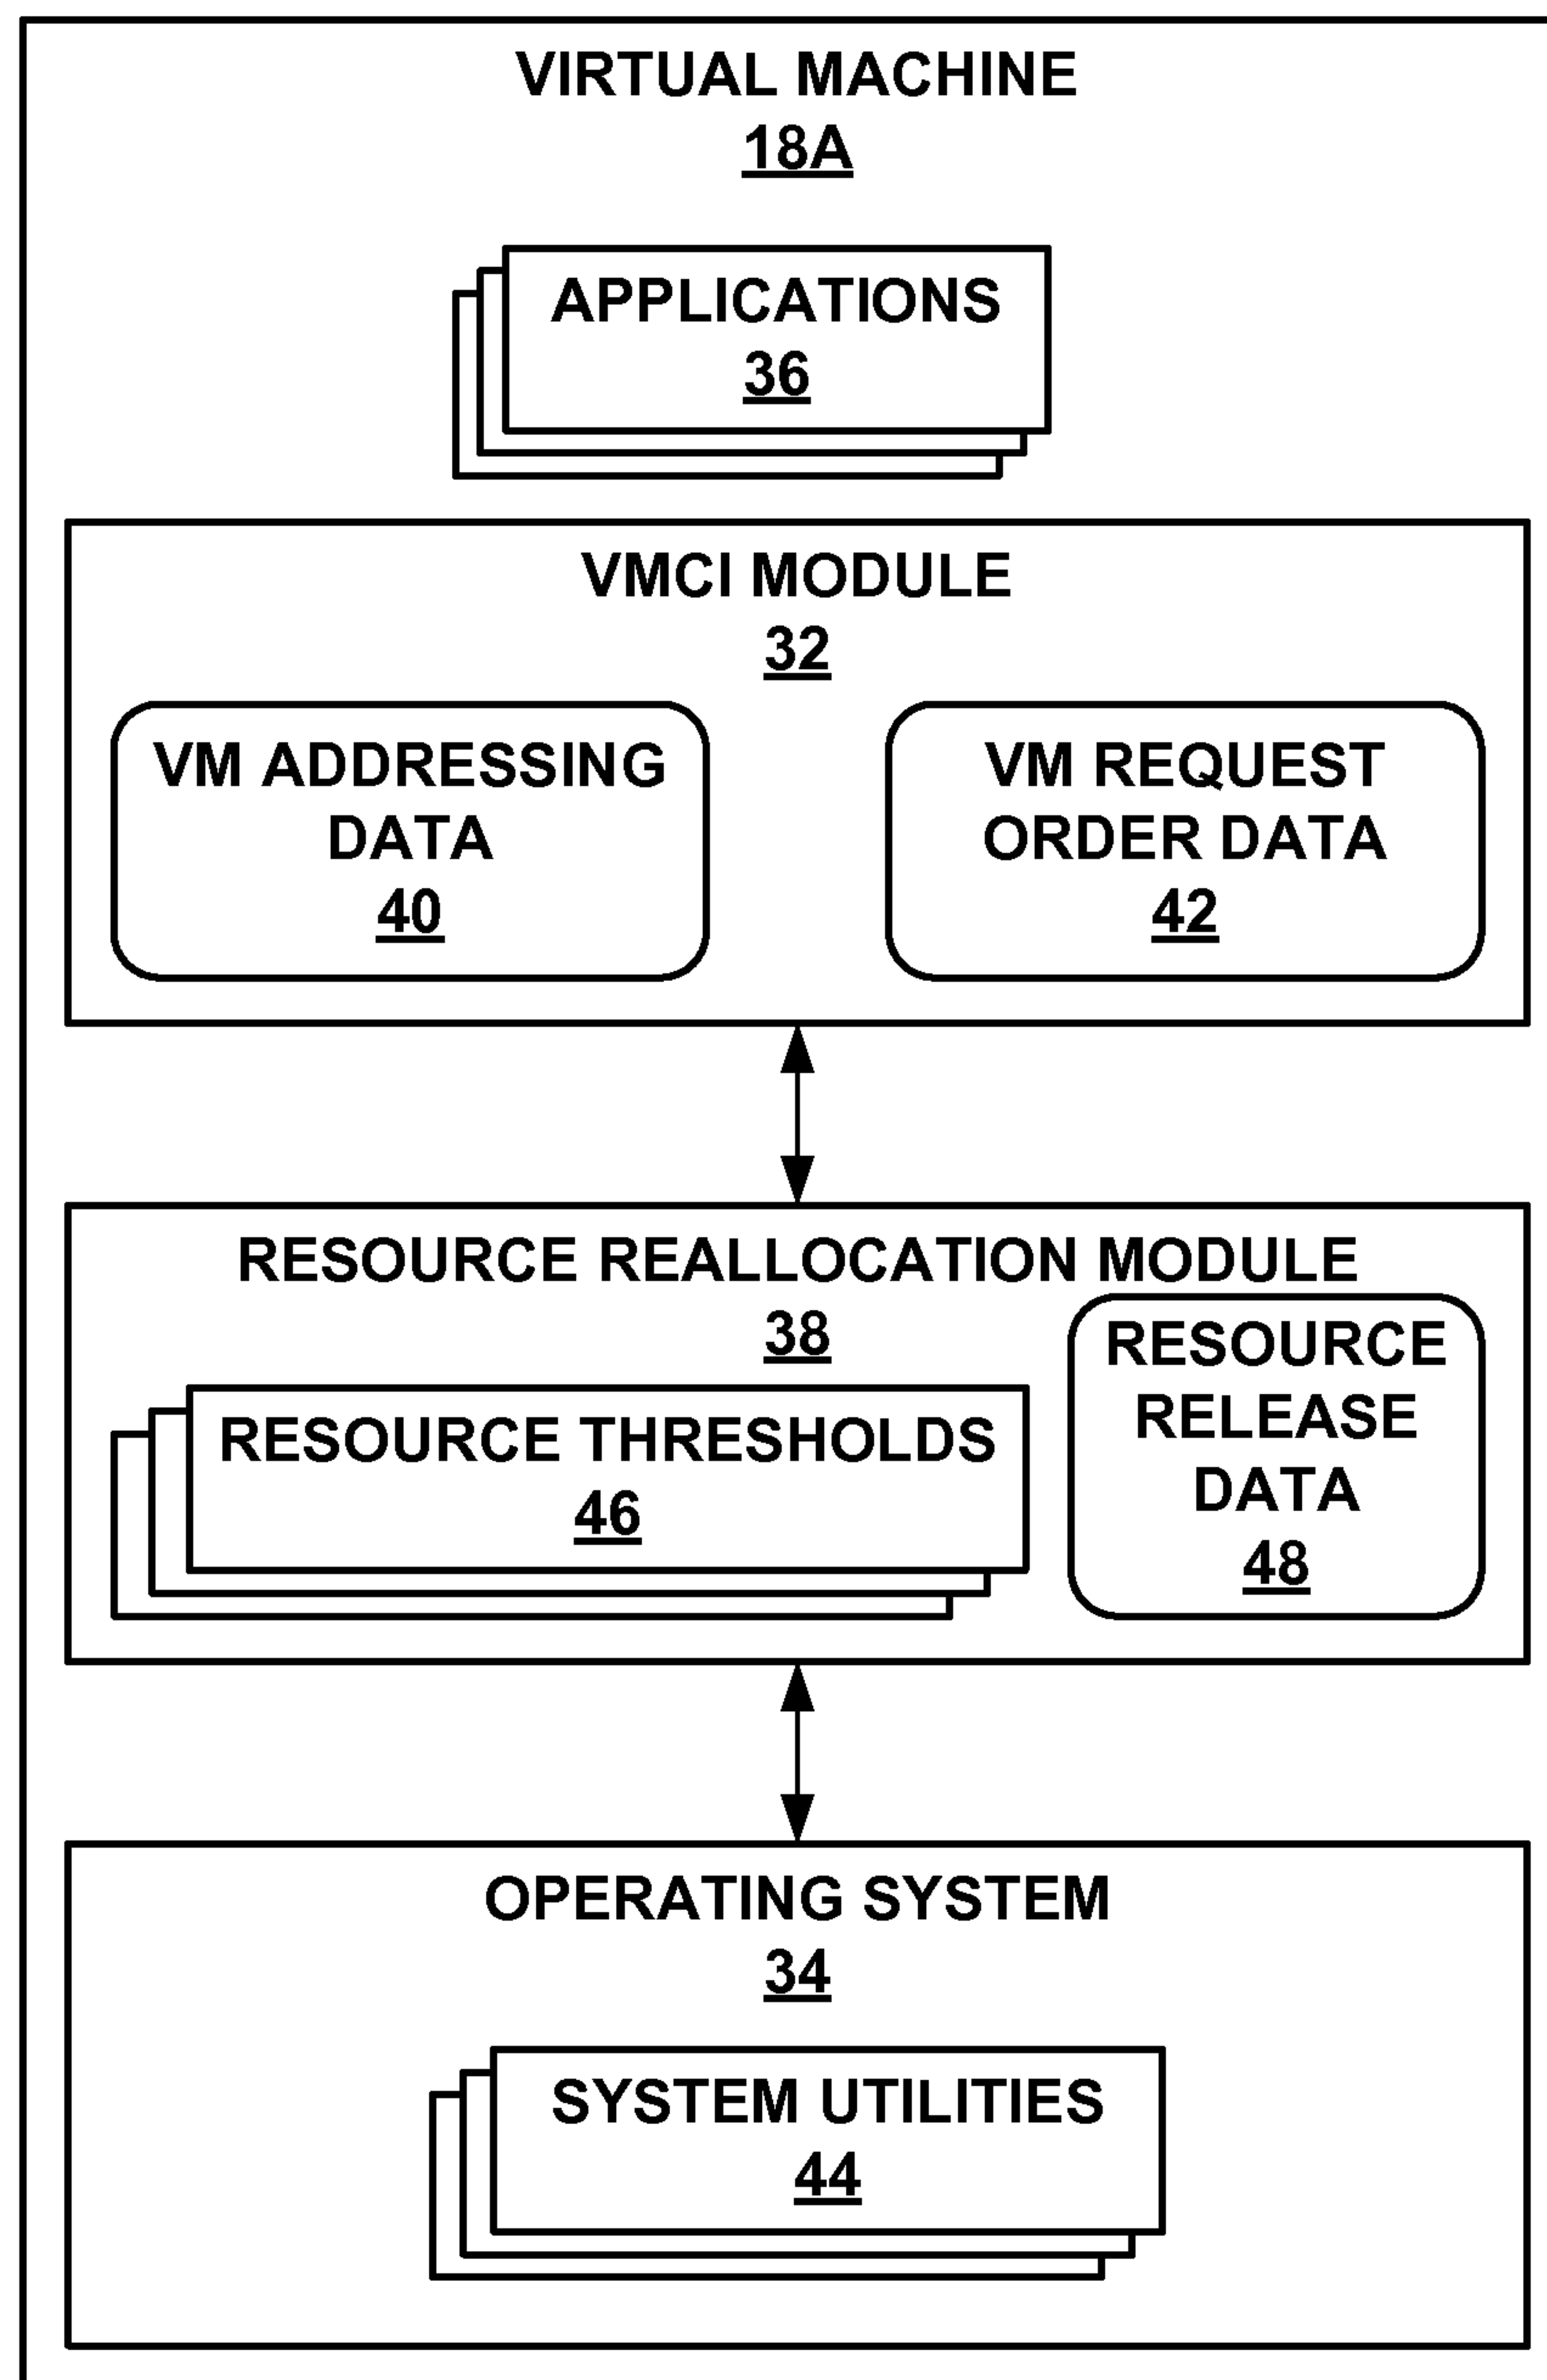 VIRTUAL MACHINE
18A
APPLICATIONS
36
VMCI MODULE
32
VM ADDRESSING
DATA
40
VM REQUEST
ORDER DATA
42
RESOURCE REALLOCATION MODULE
38
RESOURCE THRESHOLDS
46
RESOURCE
RELEASE
DATA
48
OPERATING SYSTEM
34
SYSTEM UTILITIES
44